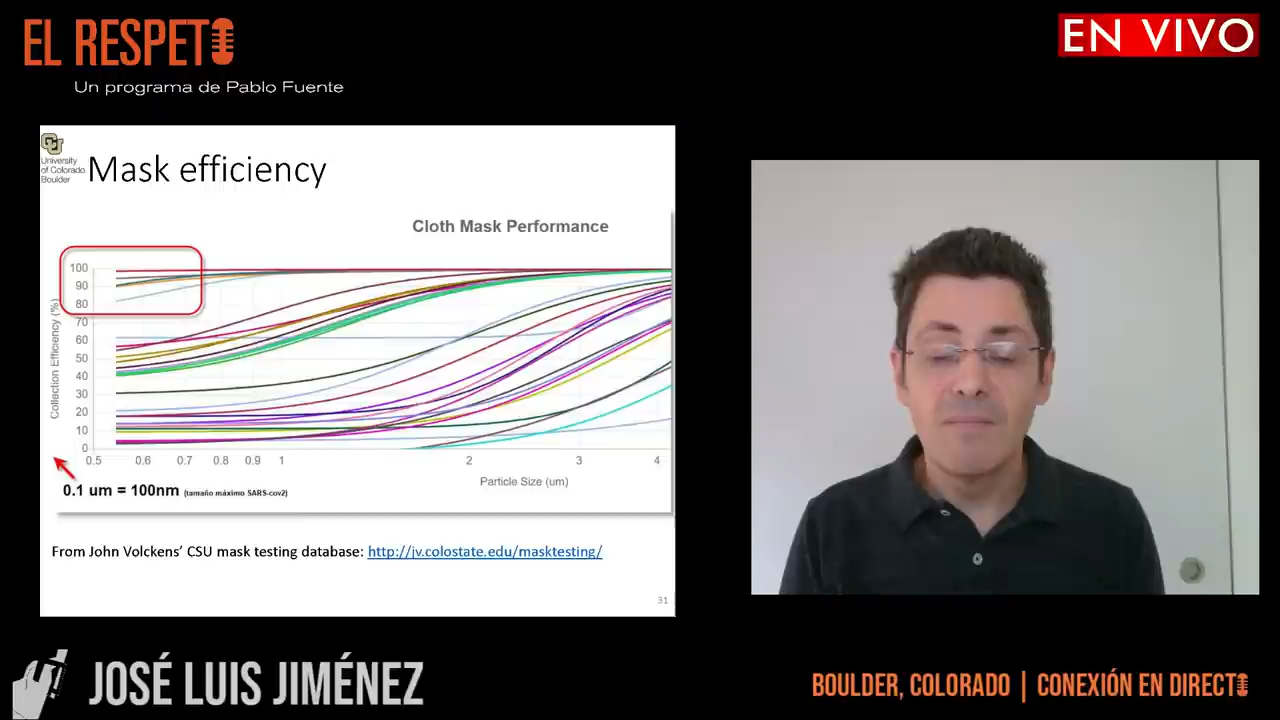 EL RESPETO
Un programa de Pablo Fuente
EN VIVO
CU
University
of Colorado
Boulder
Mask efficiency
Cloth Mask Performance
Collection Efficiency (%)
100
90
80
70
60
50
40
30
20
10
0
0.5 0.6 0.7 0.8 0.9 1 2 3 4
Particle Size (um)
0.1 um = 100nm (tamaño máximo SARS-cov2)
From John Volckens' CSU mask testing database: http://jv.colostate.edu/masktesting/
31
JOSÉ LUIS JIMÉNEZ
BOULDER, COLORADO | CONEXIÓN EN DIRECTO